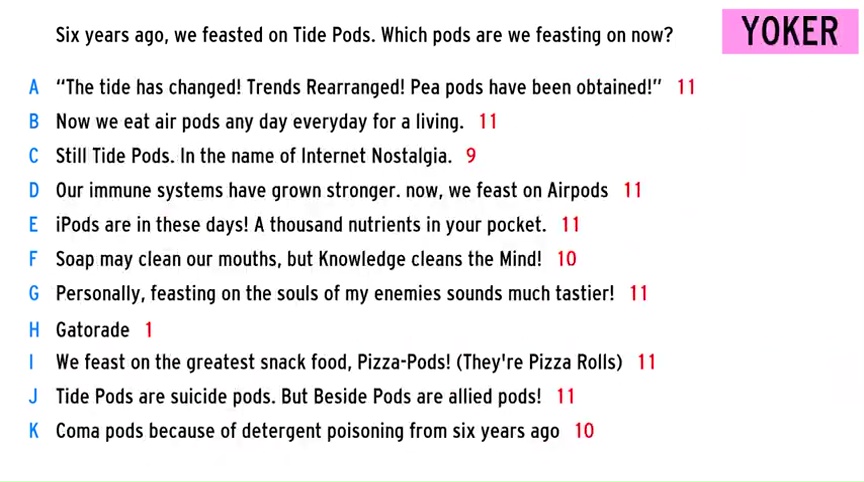 Six years ago, we feasted on Tide Pods. Which pods are we feasting on now?
YOKER
A “The tide has changed! Trends Rearranged! Pea pods have been obtained!” 11
B Now we eat air pods any day everyday for a living. 11
C Still Tide Pods. In the name of Internet Nostalgia. 9
D Our immune systems have grown stronger. now, we feast on Airpods 11
E iPods are in these days! A thousand nutrients in your pocket. 11
F Soap may clean our mouths, but Knowledge cleans the Mind! 10
G Personally, feasting on the souls of my enemies sounds much tastier! 11
H Gatorade 1
I We feast on the greatest snack food, Pizza-Pods! (They're Pizza Rolls) 11
J Tide Pods are suicide pods. But Beside Pods are allied pods! 11
K Coma pods because of detergent poisoning from six years ago 10